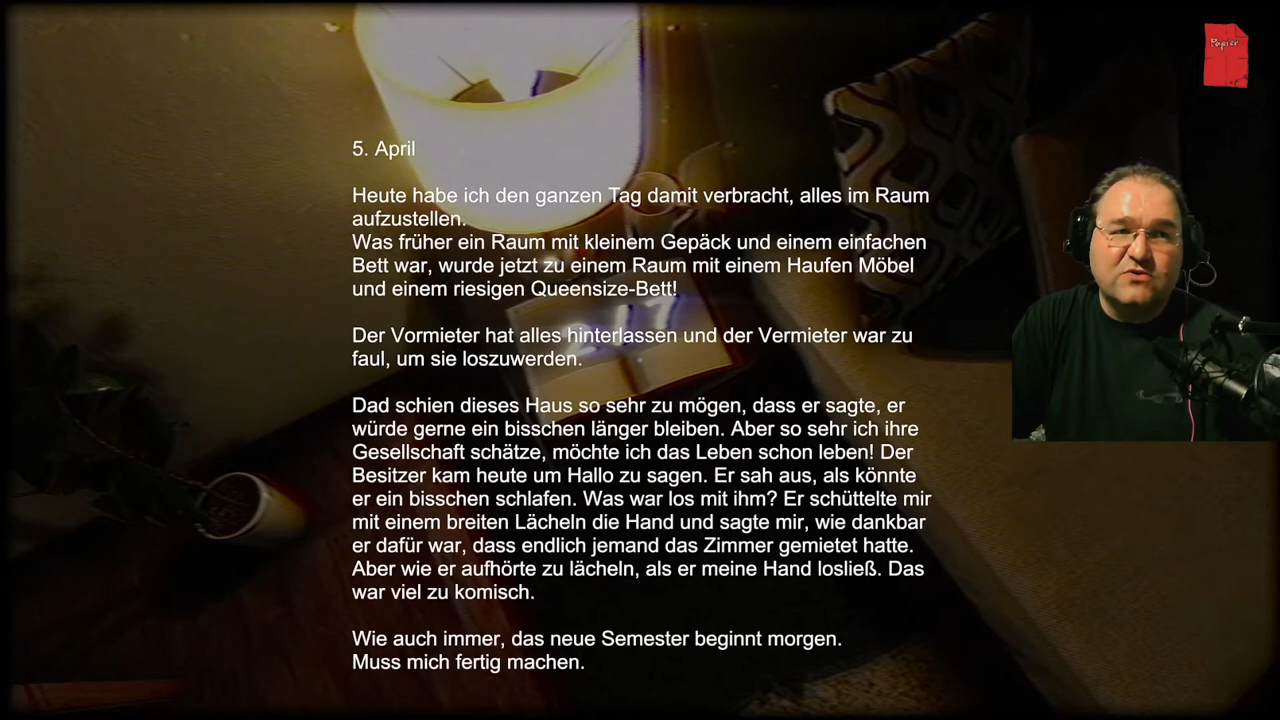 Papier
5. April
Heute habe ich den ganzen Tag damit verbracht, alles im Raum
aufzustellen.
Was früher ein Raum mit kleinem Gepäck und einem einfachen
Bett war, wurde jetzt zu einem Raum mit einem Haufen Möbel
und einem riesigen Queensize-Bett!
Der Vormieter hat alles hinterlassen und der Vermieter war zu
faul, um sie loszuwerden.
Dad schien dieses Haus so sehr zu mögen, dass er sagte, er
würde gerne ein bisschen länger bleiben. Aber so sehr ich ihre
Gesellschaft schätze, möchte ich das Leben schon leben! Der
Besitzer kam heute um Hallo zu sagen. Er sah aus, als könnte
er ein bisschen schlafen. Was war los mit ihm? Er schüttelte mir
mit einem breiten Lächeln die Hand und sagte mir, wie dankbar
er dafür war, dass endlich jemand das Zimmer gemietet hatte.
Aber wie er aufhörte zu lächeln, als er meine Hand losließ. Das
war viel zu komisch.
Wie auch immer, das neue Semester beginnt morgen.
Muss mich fertig machen.